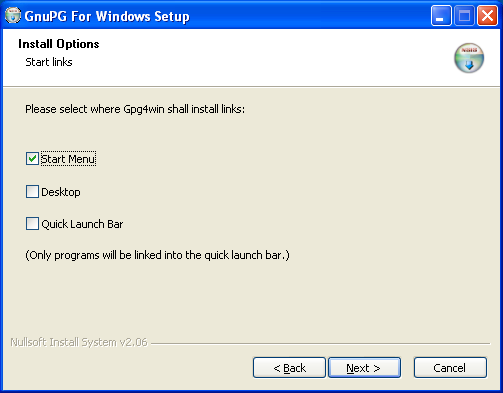 GnuPG For Windows Setup
Install Options
Start links
Please select where Gpg4win shall install links:
Start Menu
Desktop
Quick Launch Bar
(Only programs will be linked into the quick launch bar.)
Nullsoft Install System v2.06
< Back
Next >
Cancel